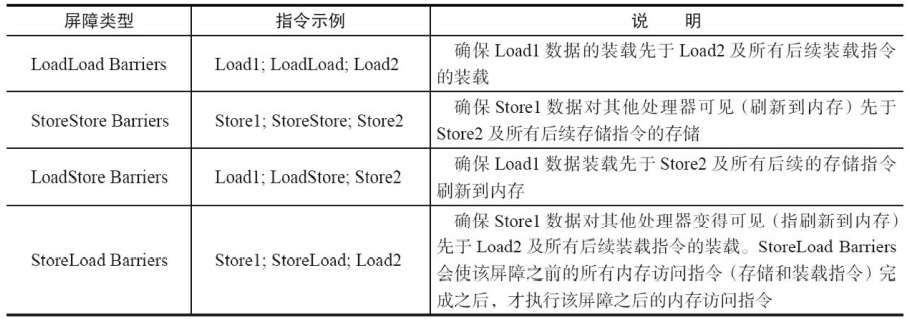 屏障类型 指令示例 说 明
LoadLoad Barriers Load1; LoadLoad; Load2 确保 Load1 数据的装载先于 Load2 及所有后续装载指令
的装载
StoreStore Barriers Store1; StoreStore; Store2 确保 Store1 数据对其他处理器可见（刷新到内存）先于
Store2 及所有后续存储指令的存储
LoadStore Barriers Load1; LoadStore; Store2 确保 Load1 数据装载先于 Store2 及所有后续的存储指令
刷新到内存
StoreLoad Barriers Store1; StoreLoad; Load2 确保 Store1 数据对其他处理器变得可见（指刷新到内存）
先于 Load2 及所有后续装载指令的装载。StoreLoad Barriers
会使该屏障之前的所有内存访问指令（存储和装载指令）完
成之后，才执行该屏障之后的内存访问指令